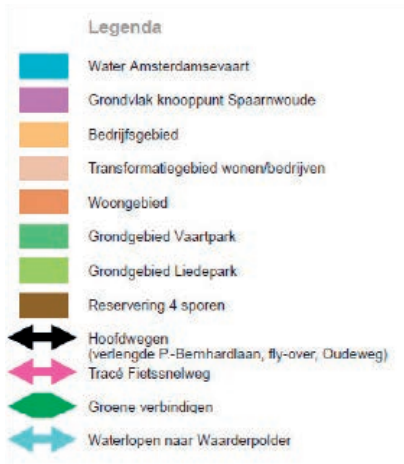 Legenda
Water Amsterdamsevaart
Grondvlak knooppunt Spaarnwoude
Bedrijfsgebied
Transformatiegebied wonen/bedrijven
Woongebied
Grondgebied Vaartpark
Grondgebied Liedepark
Reservering 4 sporen
Hoofdwegen
(verlengde P.-Bernhardlaan, fly-over, Oudeweg)
Tracé Fietssnelweg
Groene verbindigen
Waterlopen naar Waarderpolder